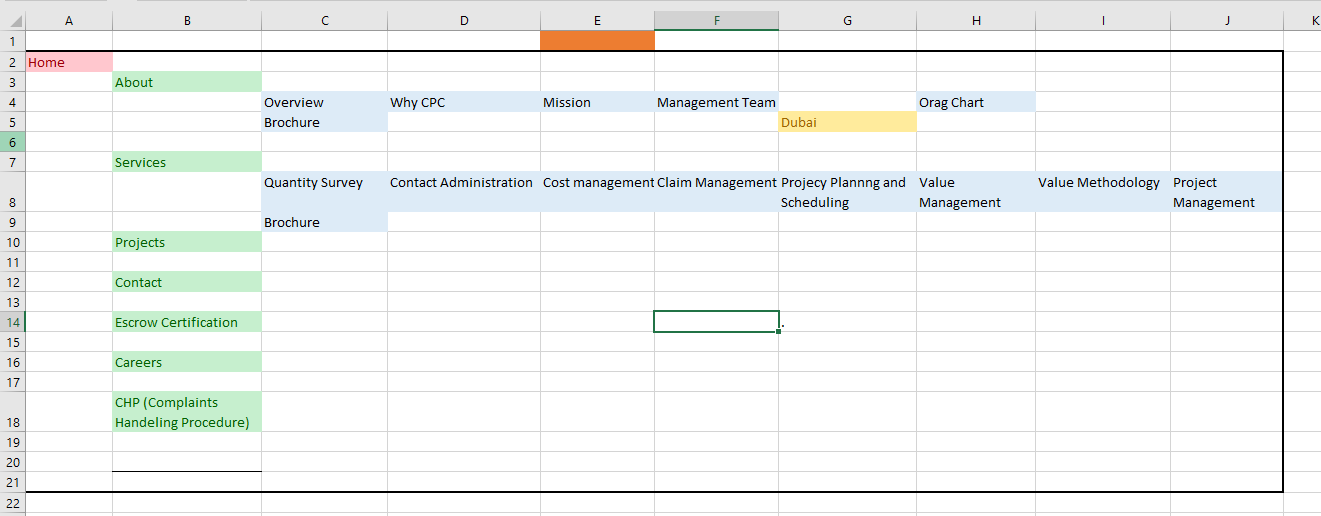 A B C D E F G H I J K
1
2 Home
3 About
4 Overview Why CPC Mission Management Team Orag Chart
5 Brochure Dubai
6
7 Services
Quantity Survey Contact Administration Cost management Claim Management Projecy Plannng and Value Value Methodology Project
8 Scheduling Management Management
9 Brochure
10 Projects
11
12 Contact
13
14 Escrow Certification .
15
16 Careers
17
CHP (Complaints
18 Handeling Procedure)
19
20
21
22